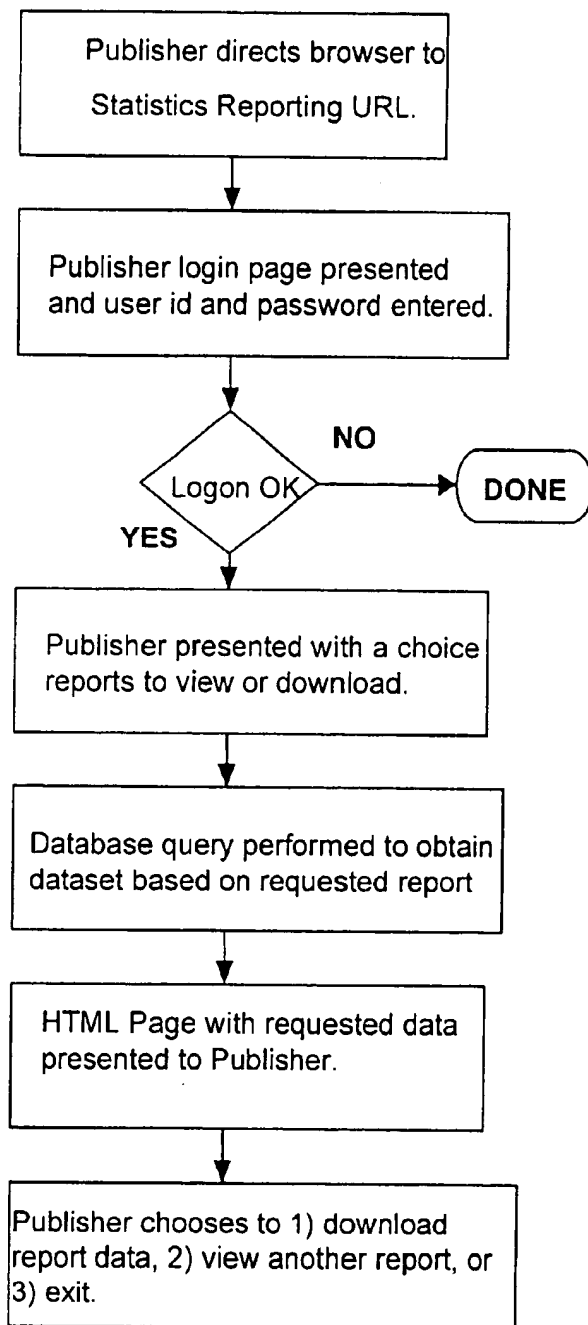 Publisher directs browser to
Statistics Reporting URL.
Publisher login page presented
and user id and password entered.
NO
Logon OK
DONE
YES
Publisher presented with a choice
reports to view or download.
Database query performed to obtain
dataset based on requested report
HTML Page with requested data
presented to Publisher.
Publisher chooses to 1) download
report data, 2) view another report, or
3) exit.